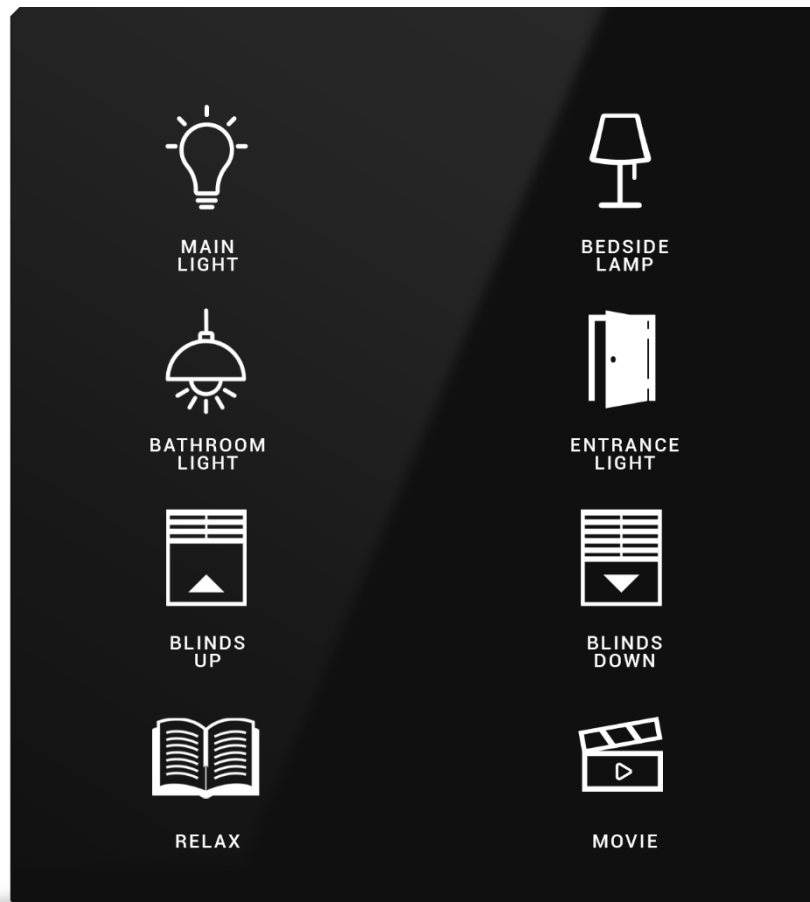 MAIN
LIGHT
BEDSIDE
LAMP
BATHROOM
LIGHT
ENTRANCE
LIGHT
BLINDS
UP
BLINDS
DOWN
RELAX
MOVIE